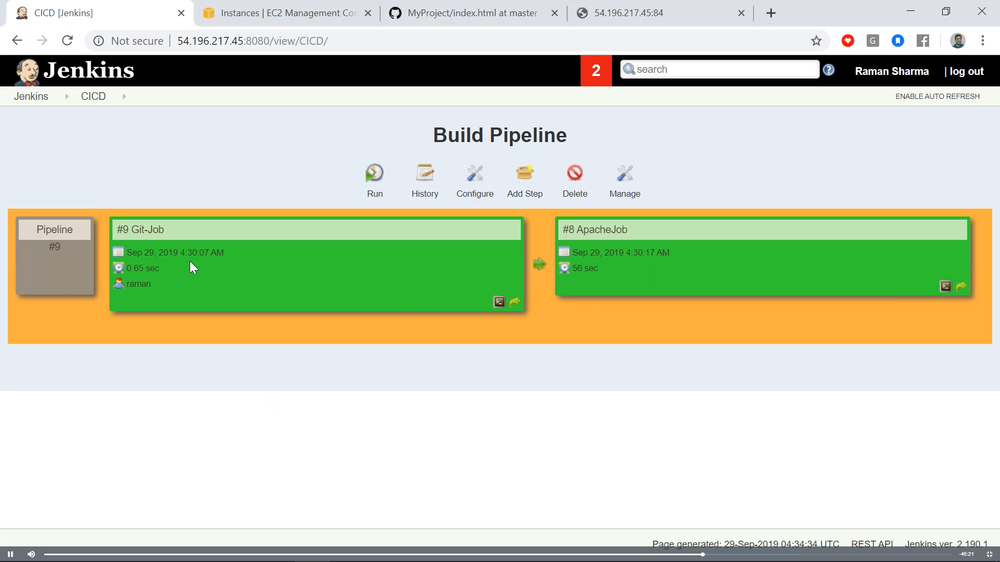 CICD [Jenkins]
Instances | EC2 Management Con
MyProject/index.html at master
54.196.217.45:84
Not secure
54.196.217.45:8080/view/CICD/
G
Jenkins
2
search
Raman Sharma
| log out
Jenkins
CICD
ENABLE AUTO REFRESH
Build Pipeline
Run
History
Configure
Add Step
Delete
Manage
Pipeline
#9
#9 Git-Job
Sep 29, 2019 4:30:07 AM
0.65 sec
raman
#8 ApacheJob
Sep 29, 2019 4:30:17 AM
56 sec
Page generated: 29-Sep-2019 04:34:34 UTC
REST API
Jenkins ver. 2.190.1
-45:21